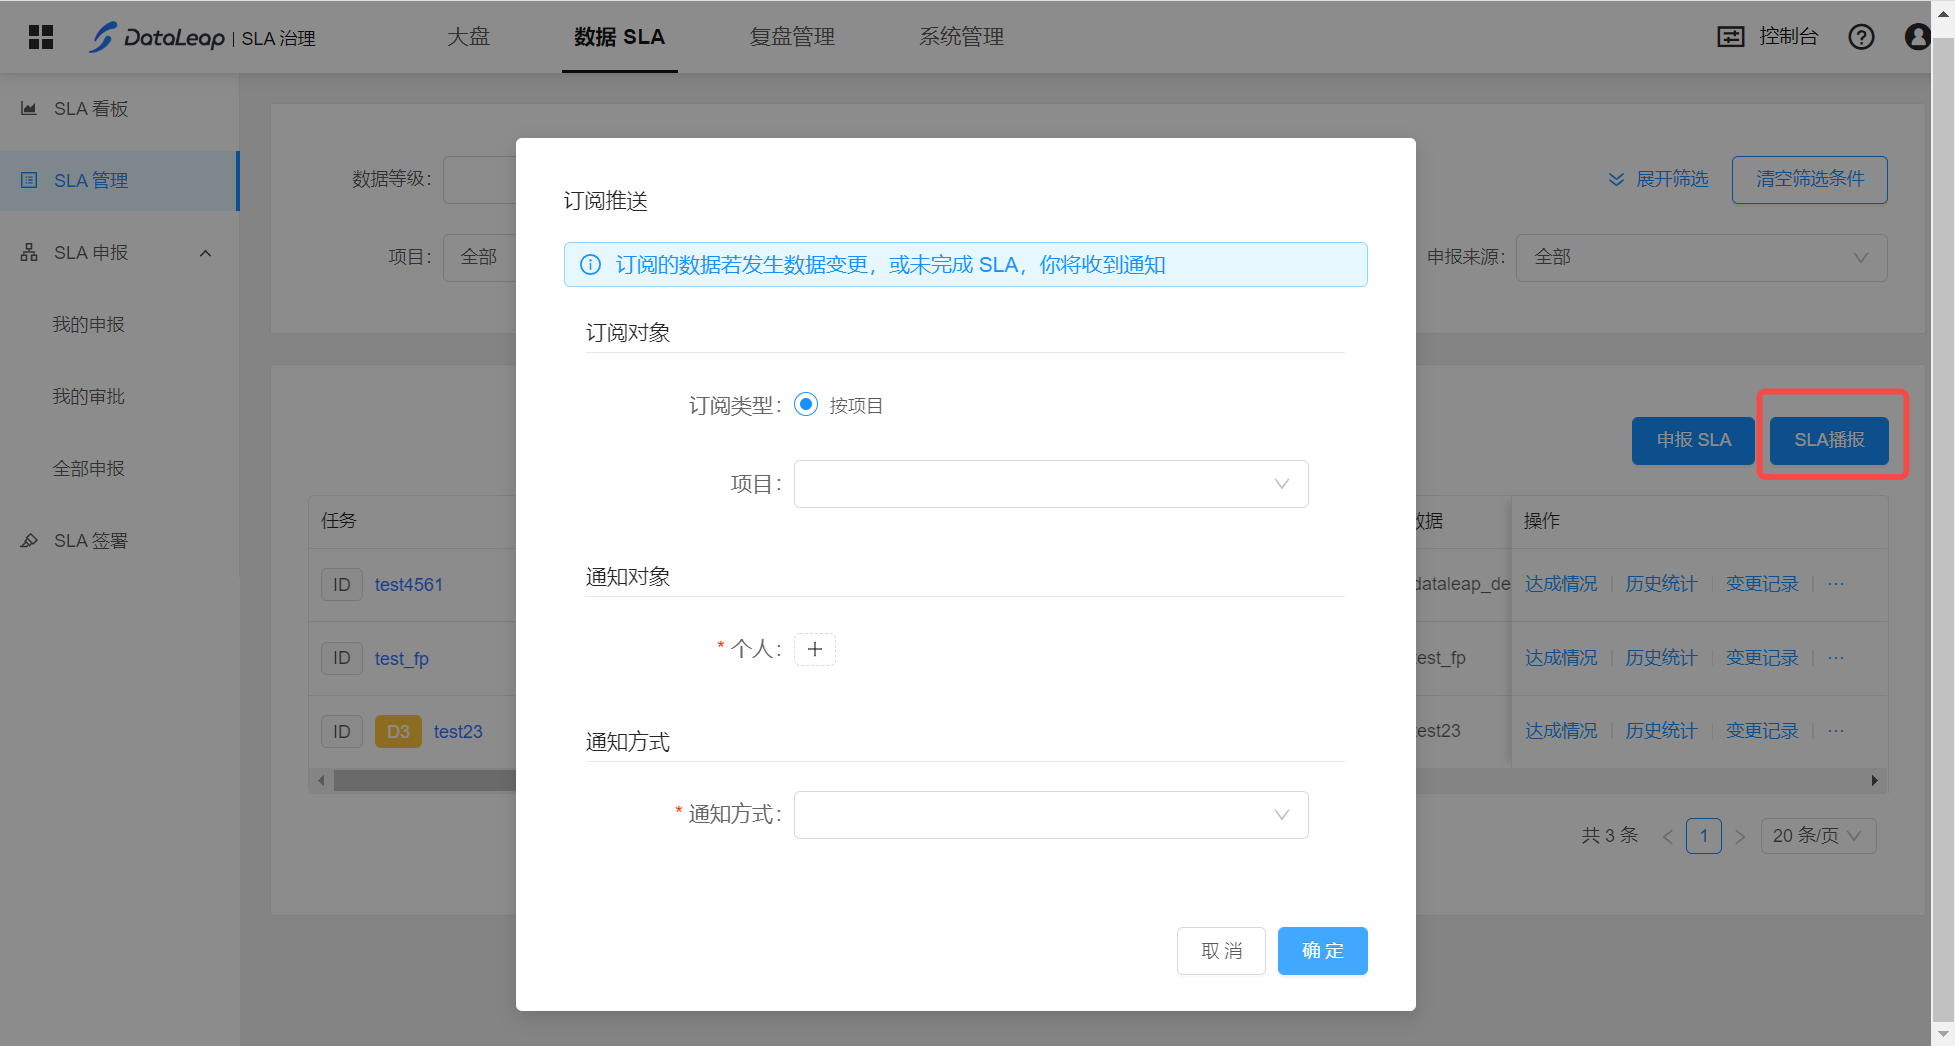 DataLeap | SLA 治理
大盘
数据 SLA
复盘管理
系统管理
控制台
SLA 看板
SLA 管理
SLA 申报
我的申报
我的审批
全部申报
SLA 签署
数据等级:
展开筛选
清空筛选条件
项目:
全部
申报来源:
全部
申报 SLA
SLA播报
订阅推送
订阅的数据若发生数据变更，或未完成 SLA，你将收到通知
订阅对象
订阅类型:
按项目
项目:
通知对象
* 个人:
+
通知方式
* 通知方式:
取 消
确 定
任务
数据
操作
ID test4561
dataleap_de
达成情况 历史统计 变更记录 ···
ID test_fp
test_fp
达成情况 历史统计 变更记录 ···
ID D3 test23
test23
达成情况 历史统计 变更记录 ···
共 3 条 < 1 > 20 条/页